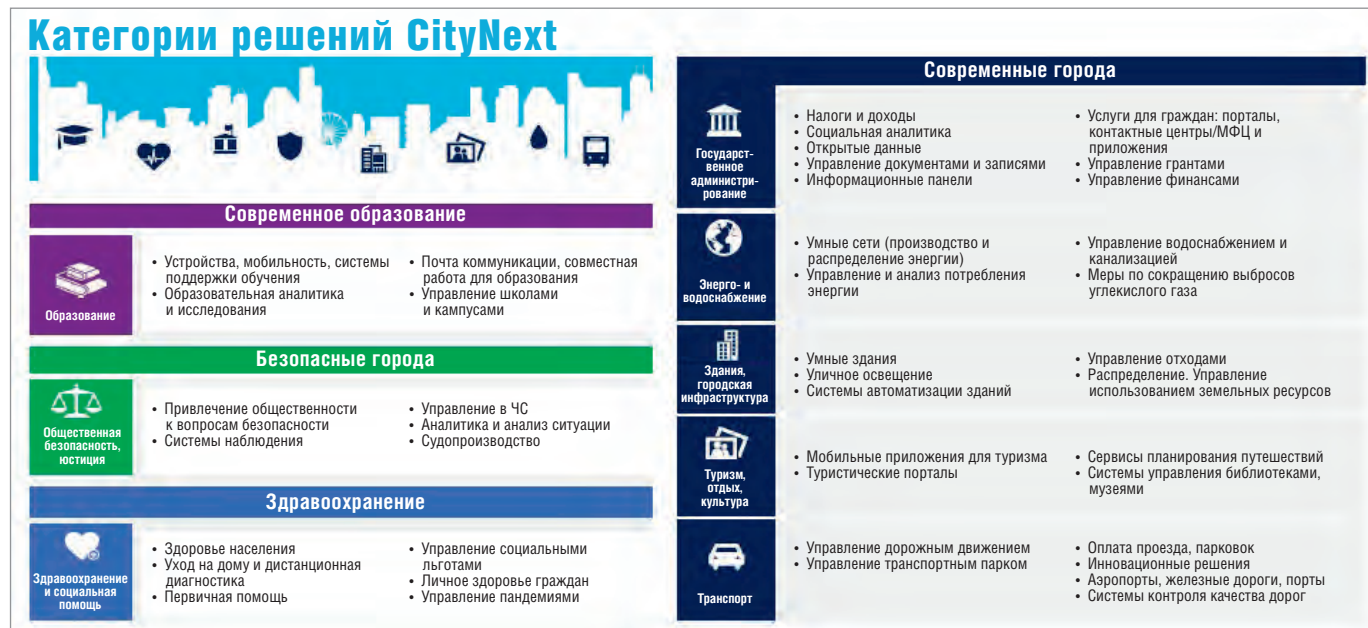 Категории решений CityNext
Современное образование
Образование
• Устройства, мобильность, системы
поддержки обучения
• Образовательная аналитика
и исследования
• Почта коммуникации, совместная
работа для образования
• Управление школами
и кампусами
Безопасные города
Общественная
безопасность,
юстиция
• Привлечение общественности
к вопросам безопасности
• Системы наблюдения
• Управление в ЧС
• Аналитика и анализ ситуации
• Судопроизводство
Здравоохранение
Здравоохранение
и социальная
помощь
• Здоровье населения
• Уход на дому и дистанционная
диагностика
• Первичная помощь
• Управление социальными
льготами
• Личное здоровье граждан
• Управление пандемиями
Современные города
Государст-
венное
администри-
рование
• Налоги и доходы
• Социальная аналитика
• Открытые данные
• Управление документами и записями
• Информационные панели
• Услуги для граждан: порталы,
контактные центры/МФЦ и
приложения
• Управление грантами
• Управление финансами
Энерго- и
водоснабжение
• Умные сети (производство и
распределение энергии)
• Управление и анализ потребления
энергии
• Управление водоснабжением и
канализацией
• Меры по сокращению выбросов
углекислого газа
Здания,
городская
инфраструктура
• Умные здания
• Уличное освещение
• Системы автоматизации зданий
• Управление отходами
• Распределение. Управление
использованием земельных ресурсов
Туризм,
отдых,
культура
• Мобильные приложения для туризма
• Туристические порталы
• Сервисы планирования путешествий
• Системы управления библиотеками,
музеями
Транспорт
• Управление дорожным движением
• Управление транспортным парком
• Оплата проезда, парковок
• Инновационные решения
• Аэропорты, железные дороги, порты
• Системы контроля качества дорог